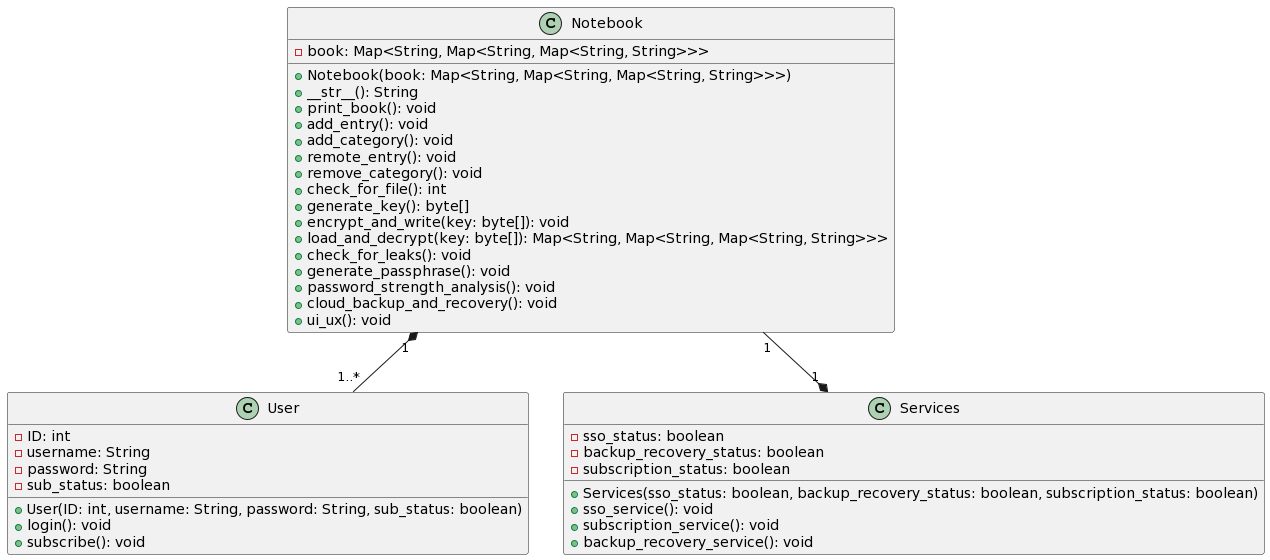 C Notebook
book: Map<String, Map<String, Map<String, String>>>
Notebook(book: Map<String, Map<String, Map<String, String>>>)
__str__(): String
print_book(): void
add_entry(): void
add_category(): void
remote_entry(): void
remove_category(): void
check_for_file(): int
generate_key(): byte[]
encrypt_and_write(key: byte[]): void
load_and_decrypt(key: byte[]): Map<String, Map<String, Map<String, String>>>
check_for_leaks(): void
generate_passphrase(): void
password_strength_analysis(): void
cloud_backup_and_recovery(): void
ui_ux(): void
1
1
1..*
1
C User
ID: int
username: String
password: String
sub_status: boolean
User(ID: int, username: String, password: String, sub_status: boolean)
login(): void
subscribe(): void
C Services
sso_status: boolean
backup_recovery_status: boolean
subscription_status: boolean
Services(sso_status: boolean, backup_recovery_status: boolean, subscription_status: boolean)
sso_service(): void
subscription_service(): void
backup_recovery_service(): void